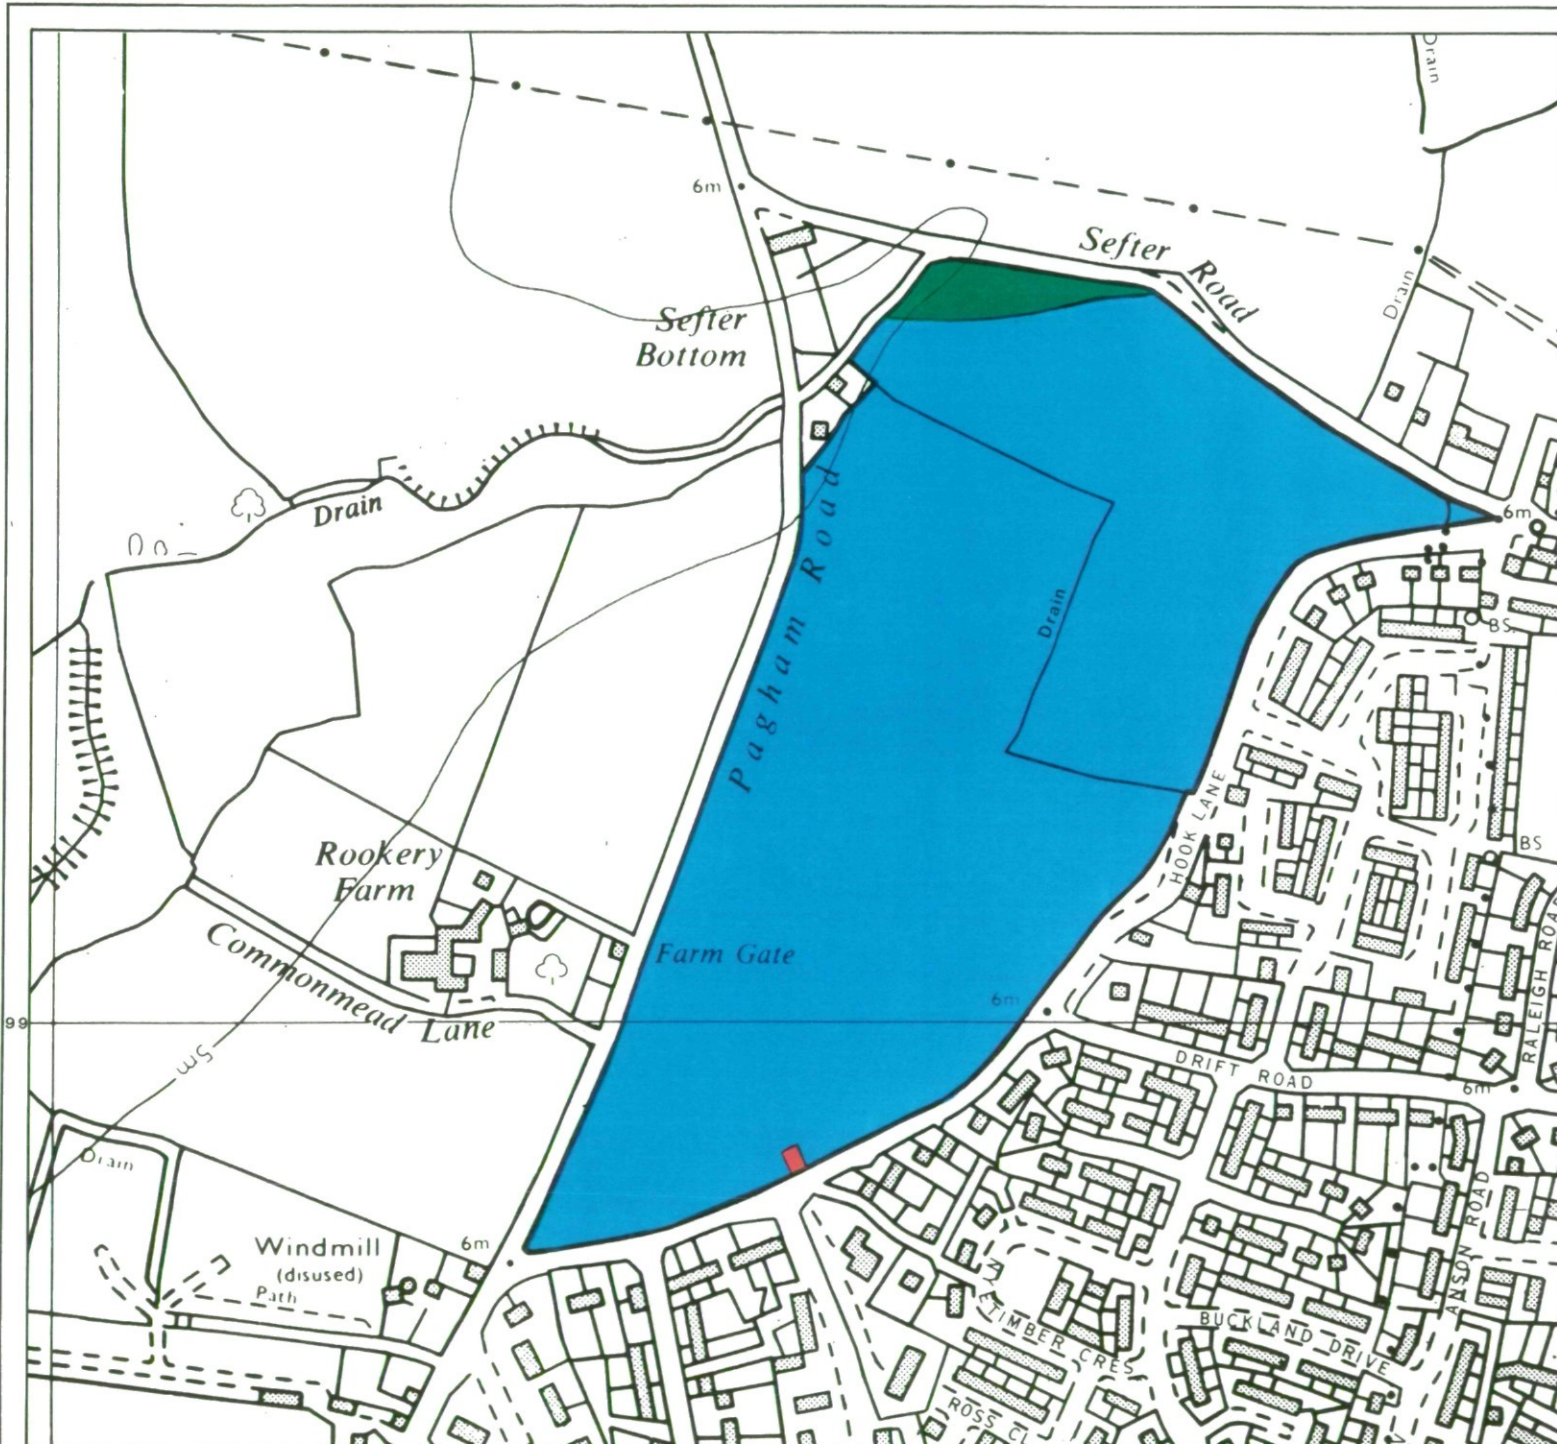 Drain
6m
Sefter
Road
Sefter
Bottom
Drain
Drain
6m
Pagham Road
Drain
BS.
BS
HOOK LANE
Rookery
Farm
Farm Gate
6m
Commonmead Lane
99
5m
DRIFT ROAD
6m
RALEIGH ROAD
Drain
Windmill
(disused)
Path
6m
ANSON ROAD
RYETIMBER CRES
BUCKLAND DRIVE
ROSS CL